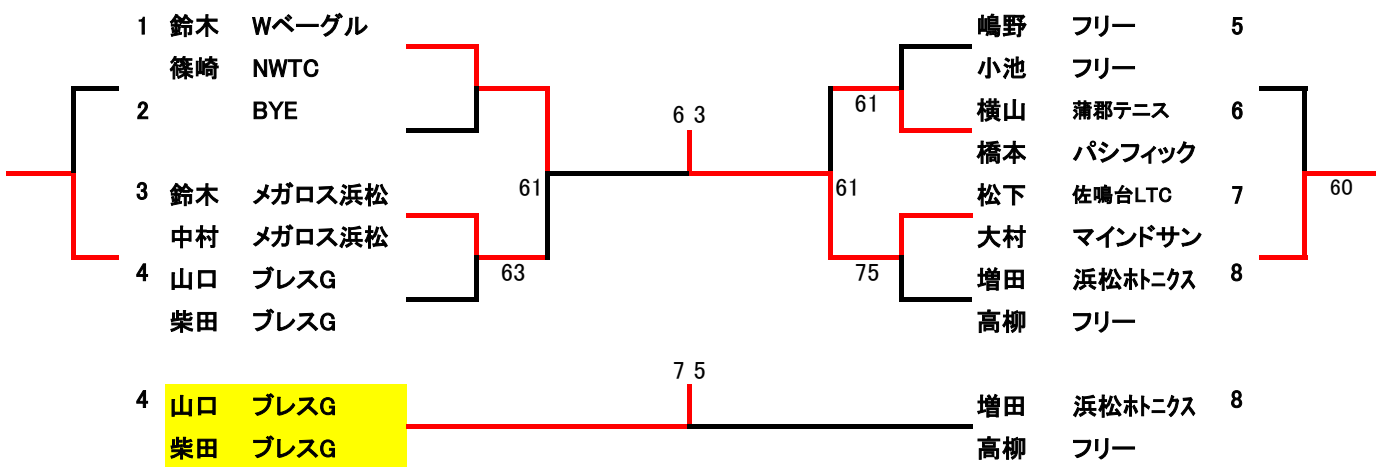 1 鈴木 Wベーグル 嶋野 フリー 5
篠崎 NWTC 小池 フリー
61
2 BYE 6 3 横山 蒲郡テニス 6
橋本 パシフィック
61 61 60
3 鈴木 メガロス浜松 松下 佐鳴台LTC 7
中村 メガロス浜松 大村 マインドサン
63 75
4 山口 ブレスG 増田 浜松ホトニクス 8
柴田 ブレスG 高柳 フリー
7 5
4 山口 ブレスG 増田 浜松ホトニクス 8
柴田 ブレスG 高柳 フリー